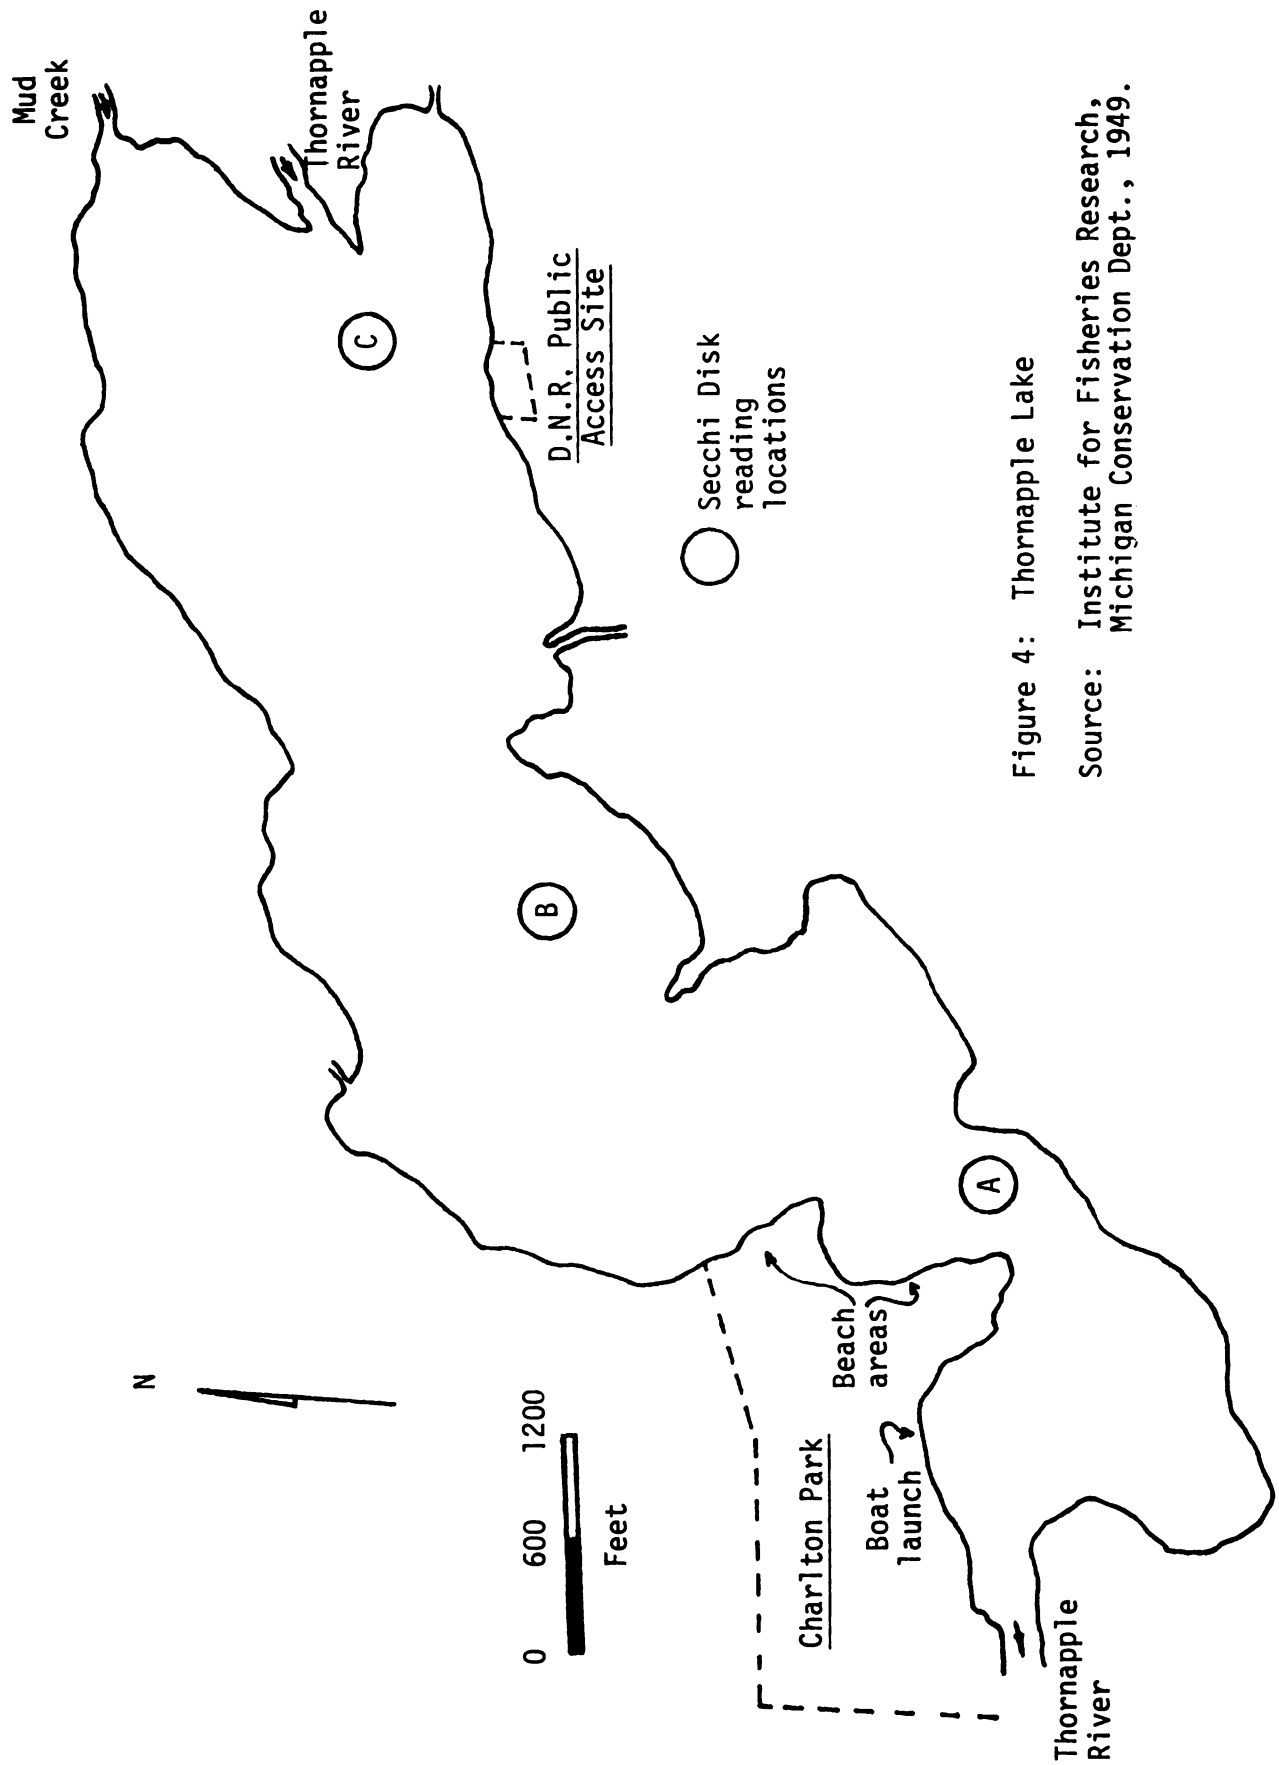 Mud
Creek
Thornapple
River
C
D.N.R. Public
Access Site
Secchi Disk
reading
locations
B
A
N
0 600 1200
Feet
Beach
areas
Charlton Park
Boat
launch
Thornapple
River
Figure 4: Thornapple Lake
Source: Institute for Fisheries Research,
Michigan Conservation Dept., 1949.